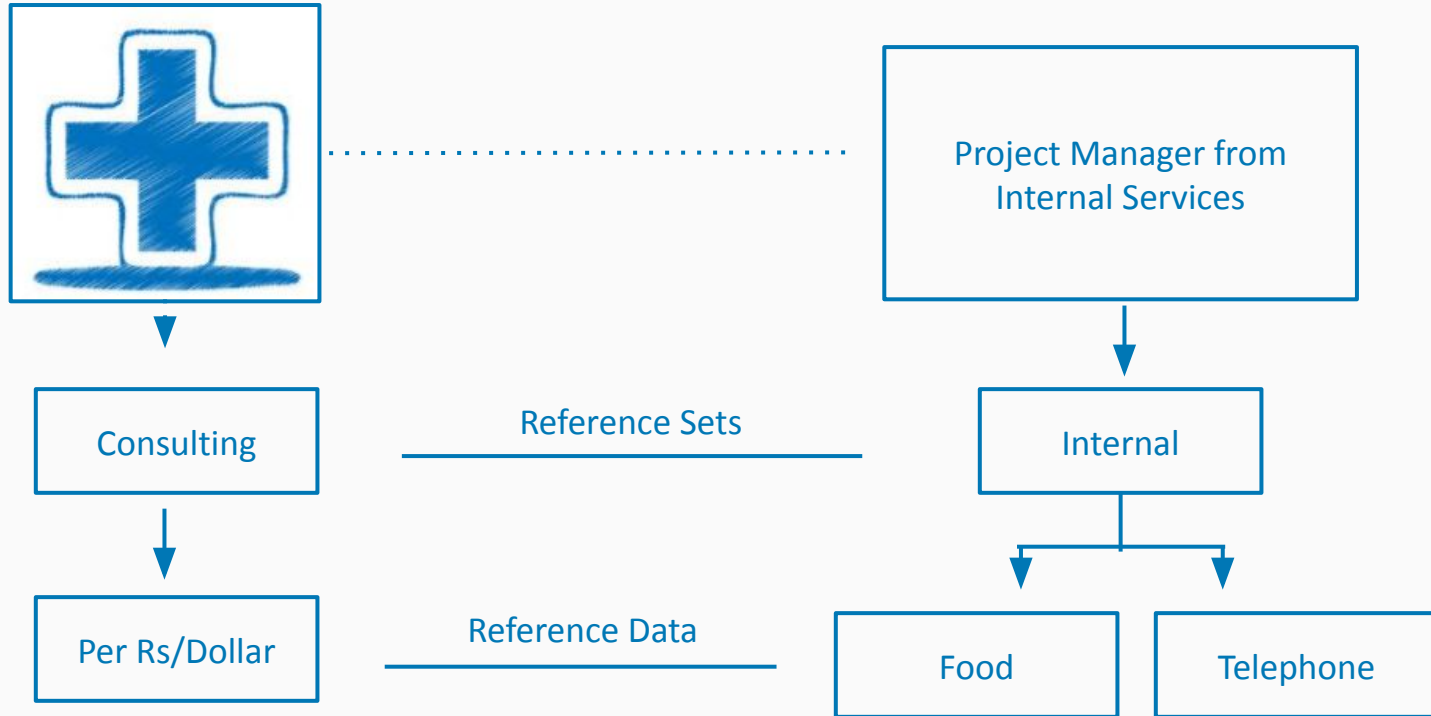 Project Manager from
Internal Services
Consulting
Reference Sets
Internal
Per Rs/Dollar
Reference Data
Food
Telephone